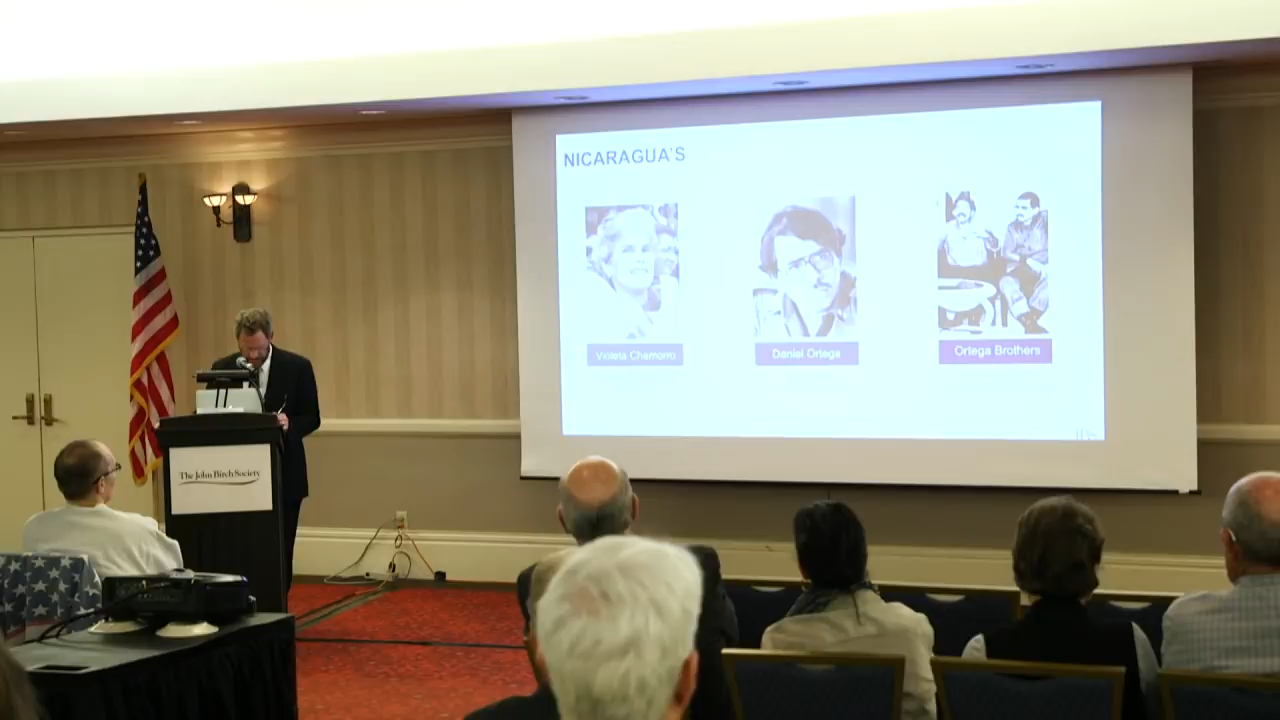 NICARAGUA'S
Violeta Chamorro
Daniel Ortega
Ortega Brothers
The John Birch Society